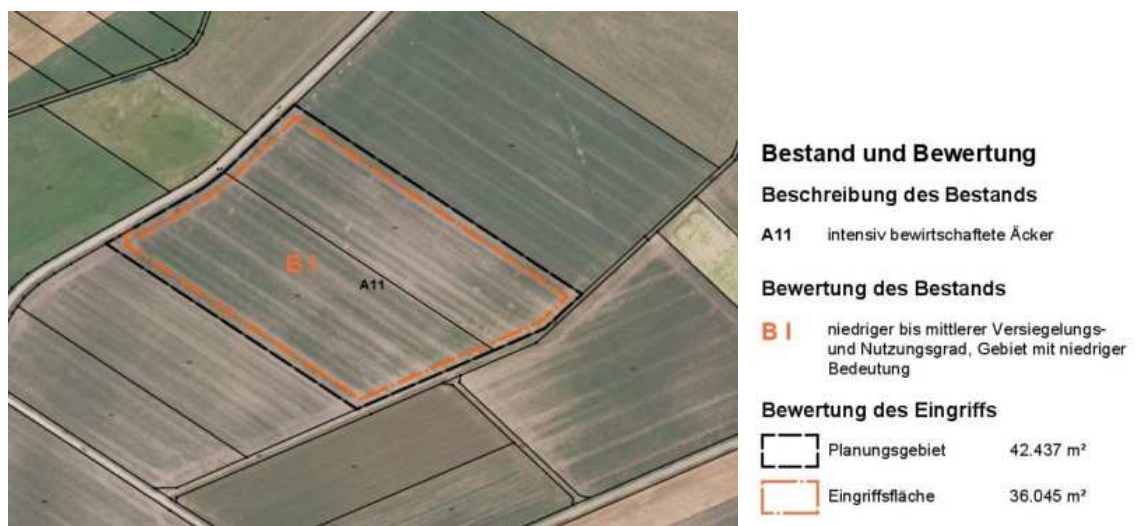 B I
A11
Bestand und Bewertung
Beschreibung des Bestands
A11 intensiv bewirtschaftete Äcker
Bewertung des Bestands
B I niedriger bis mittlerer Versiegelungs-
und Nutzungsgrad, Gebiet mit niedriger
Bedeutung
Bewertung des Eingriffs
Planungsgebiet 42.437 m²
Eingriffsfläche 36.045 m²